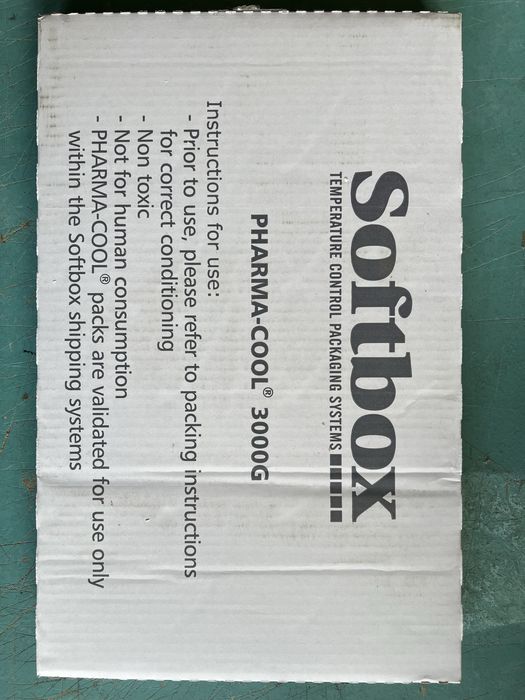 Softbox
TEMPERATURE CONTROL PACKAGING SYSTEMS
PHARMA-COOL® 3000G
Instructions for use:
- Prior to use, please refer to packing instructions
for correct conditioning
- Non toxic
- Not for human consumption
- PHARMA-COOL® packs are validated for use only
within the Softbox shipping systems